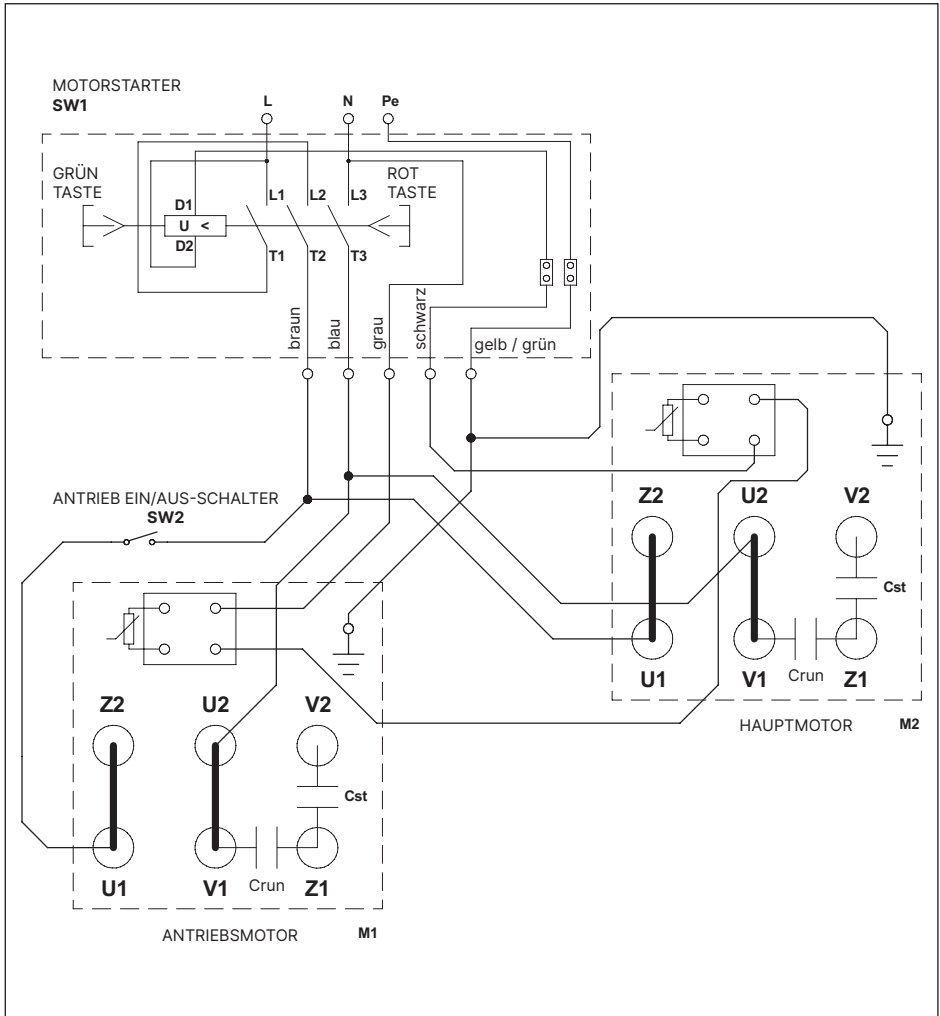 MOTORSTARTER
SW1
L
N
Pe
GRÜN
TASTE
ROT
TASTE
D1
U <
D2
L1
L2
L3
T1
T2
T3
braun
blau
grau
schwarz
gelb / grün
ANTRIEB EIN/AUS-SCHALTER
SW2
Z2
U2
V2
Cst
U1
V1
Crun
Z1
HAUPTMOTOR
M2
Z2
U2
V2
Cst
U1
V1
Crun
Z1
ANTRIEBSMOTOR
M1